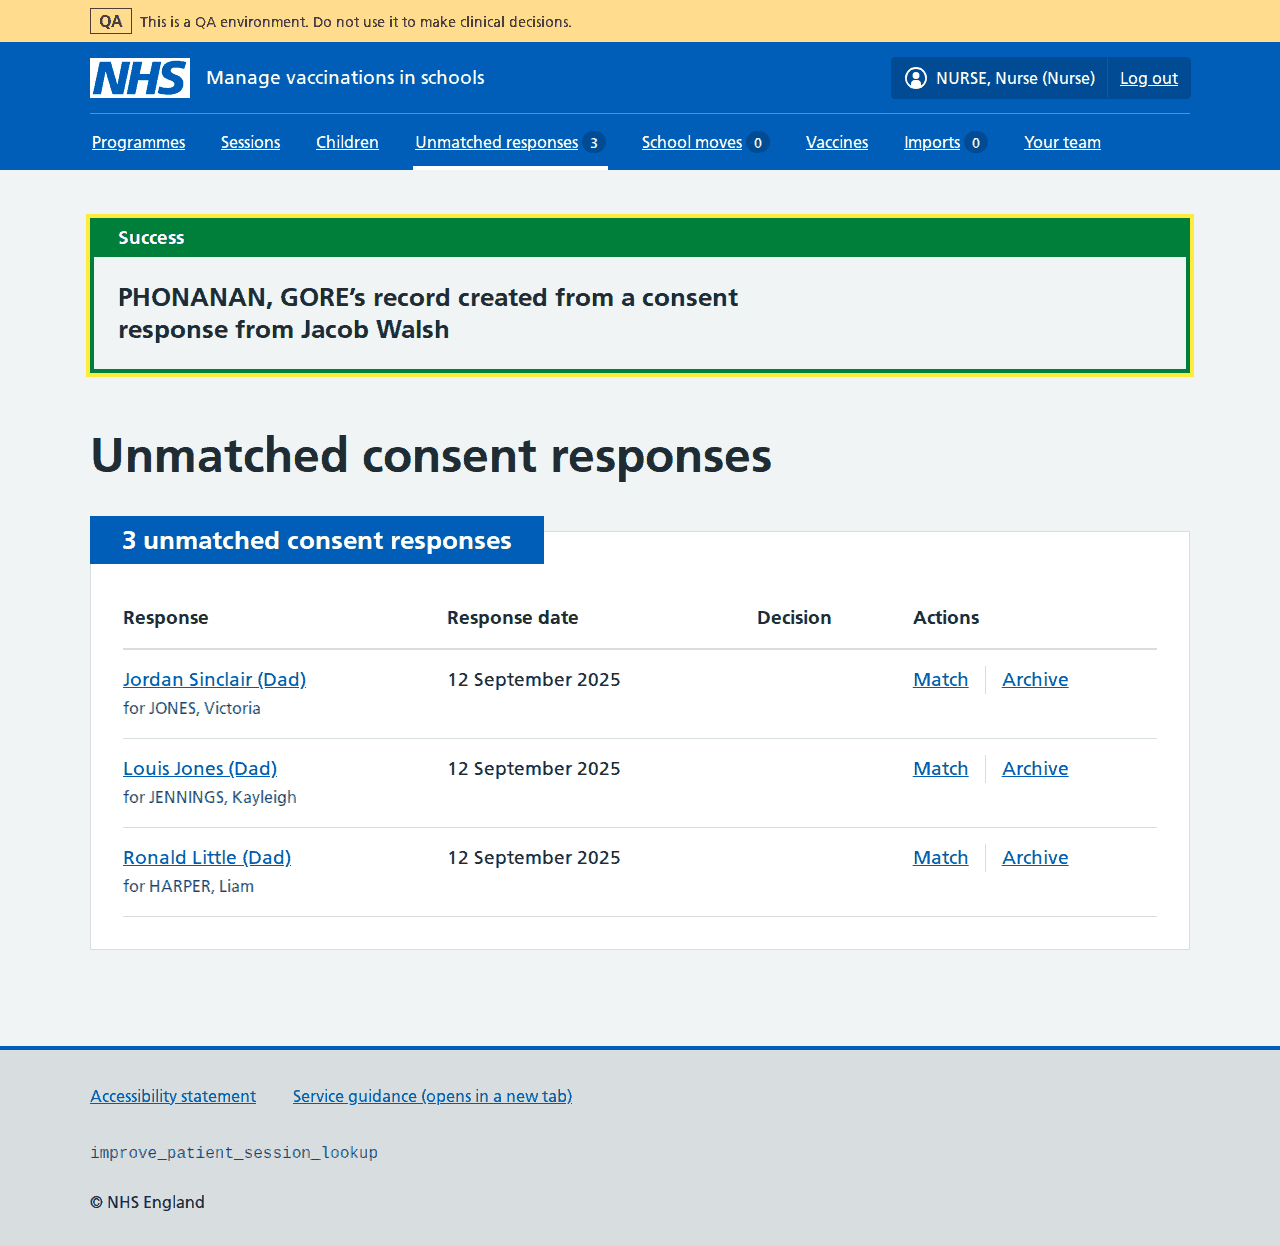 QA This is a QA environment. Do not use it to make clinical decisions.
NHS Manage vaccinations in schools NURSE, Nurse (Nurse) Log out
Programmes Sessions Children Unmatched responses 3 School moves 0 Vaccines Imports 0 Your team
Success
PHONANAN, GORE’s record created from a consent
response from Jacob Walsh
Unmatched consent responses
3 unmatched consent responses
Response Response date Decision Actions
Jordan Sinclair (Dad) 12 September 2025 Match Archive
for JONES, Victoria
Louis Jones (Dad) 12 September 2025 Match Archive
for JENNINGS, Kayleigh
Ronald Little (Dad) 12 September 2025 Match Archive
for HARPER, Liam
Accessibility statement Service guidance (opens in a new tab)
improve_patient_session_lookup
© NHS England